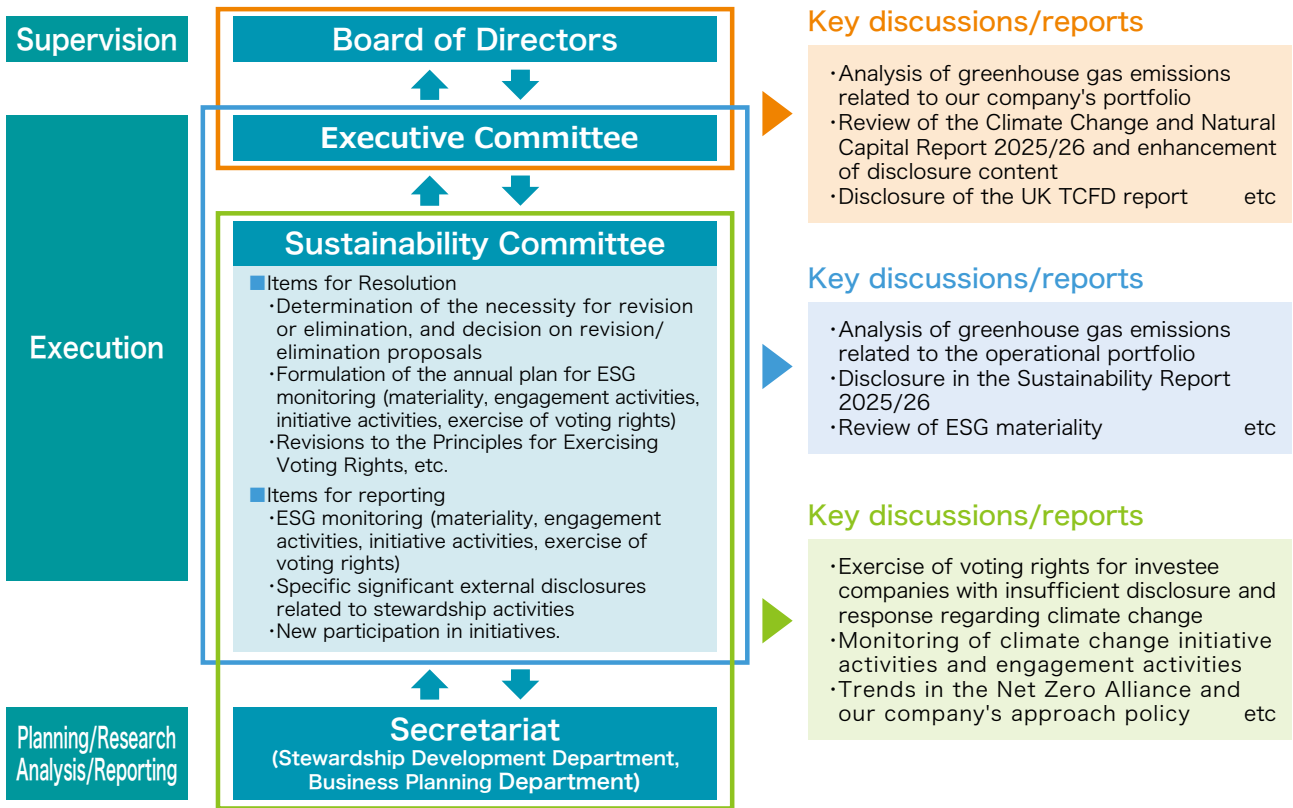 Supervision
Board of Directors
Execution
Executive Committee
Sustainability Committee
■Items for Resolution
・Determination of the necessity for revision
or elimination, and decision on revision/
elimination proposals
・Formulation of the annual plan for ESG
monitoring (materiality, engagement activities,
initiative activities, exercise of voting rights)
・Revisions to the Principles for Exercising
Voting Rights, etc.
■Items for reporting
・ESG monitoring (materiality, engagement
activities, initiative activities, exercise of
voting rights)
・Specific significant external disclosures
related to stewardship activities
・New participation in initiatives.
Planning/Research
Analysis/Reporting
Secretariat
(Stewardship Development Department,
Business Planning Department)
Key discussions/reports
・Analysis of greenhouse gas emissions
related to our company's portfolio
・Review of the Climate Change and Natural
Capital Report 2025/26 and enhancement
of disclosure content
・Disclosure of the UK TCFD report etc
Key discussions/reports
・Analysis of greenhouse gas emissions
related to the operational portfolio
・Disclosure in the Sustainability Report
2025/26
・Review of ESG materiality etc
Key discussions/reports
・Exercise of voting rights for investee
companies with insufficient disclosure and
response regarding climate change
・Monitoring of climate change initiative
activities and engagement activities
・Trends in the Net Zero Alliance and
our company's approach policy etc